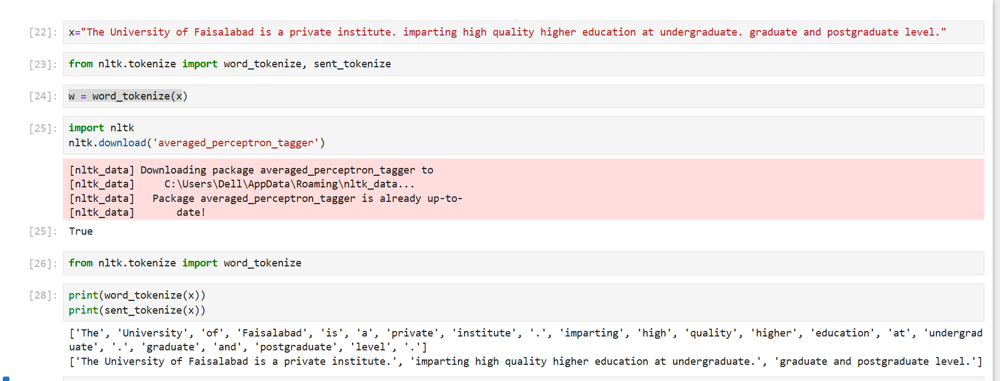 [22]: x="The University of Faisalabad is a private institute. imparting high quality higher education at undergraduate. graduate and postgraduate level."
[23]: from nltk.tokenize import word_tokenize, sent_tokenize
[24]: w = word_tokenize(x)
[25]: import nltk
nltk.download('averaged_perceptron_tagger')
[nltk_data] Downloading package averaged_perceptron_tagger to
[nltk_data]     C:\Users\Dell\AppData\Roaming\nltk_data...
[nltk_data]   Package averaged_perceptron_tagger is already up-to-
[nltk_data]       date!
[25]: True
[26]: from nltk.tokenize import word_tokenize
[28]: print(word_tokenize(x))
print(sent_tokenize(x))
['The', 'University', 'of', 'Faisalabad', 'is', 'a', 'private', 'institute', '.', 'imparting', 'high', 'quality', 'higher', 'education', 'at', 'undergrad
uate', '.', 'graduate', 'and', 'postgraduate', 'level', '.']
['The University of Faisalabad is a private institute.', 'imparting high quality higher education at undergraduate.', 'graduate and postgraduate level.']